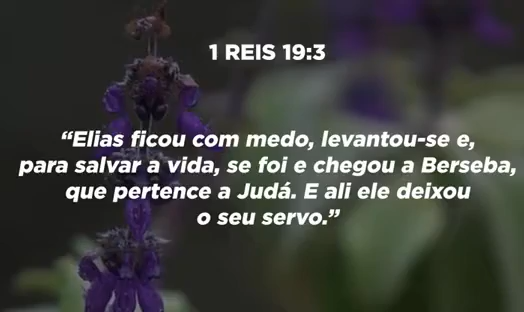 1 REIS 19:3
“Elias ficou com medo, levantou-se e,
para salvar a vida, se foi e chegou a Berseba,
que pertence a Judá. E ali ele deixou
o seu servo.”